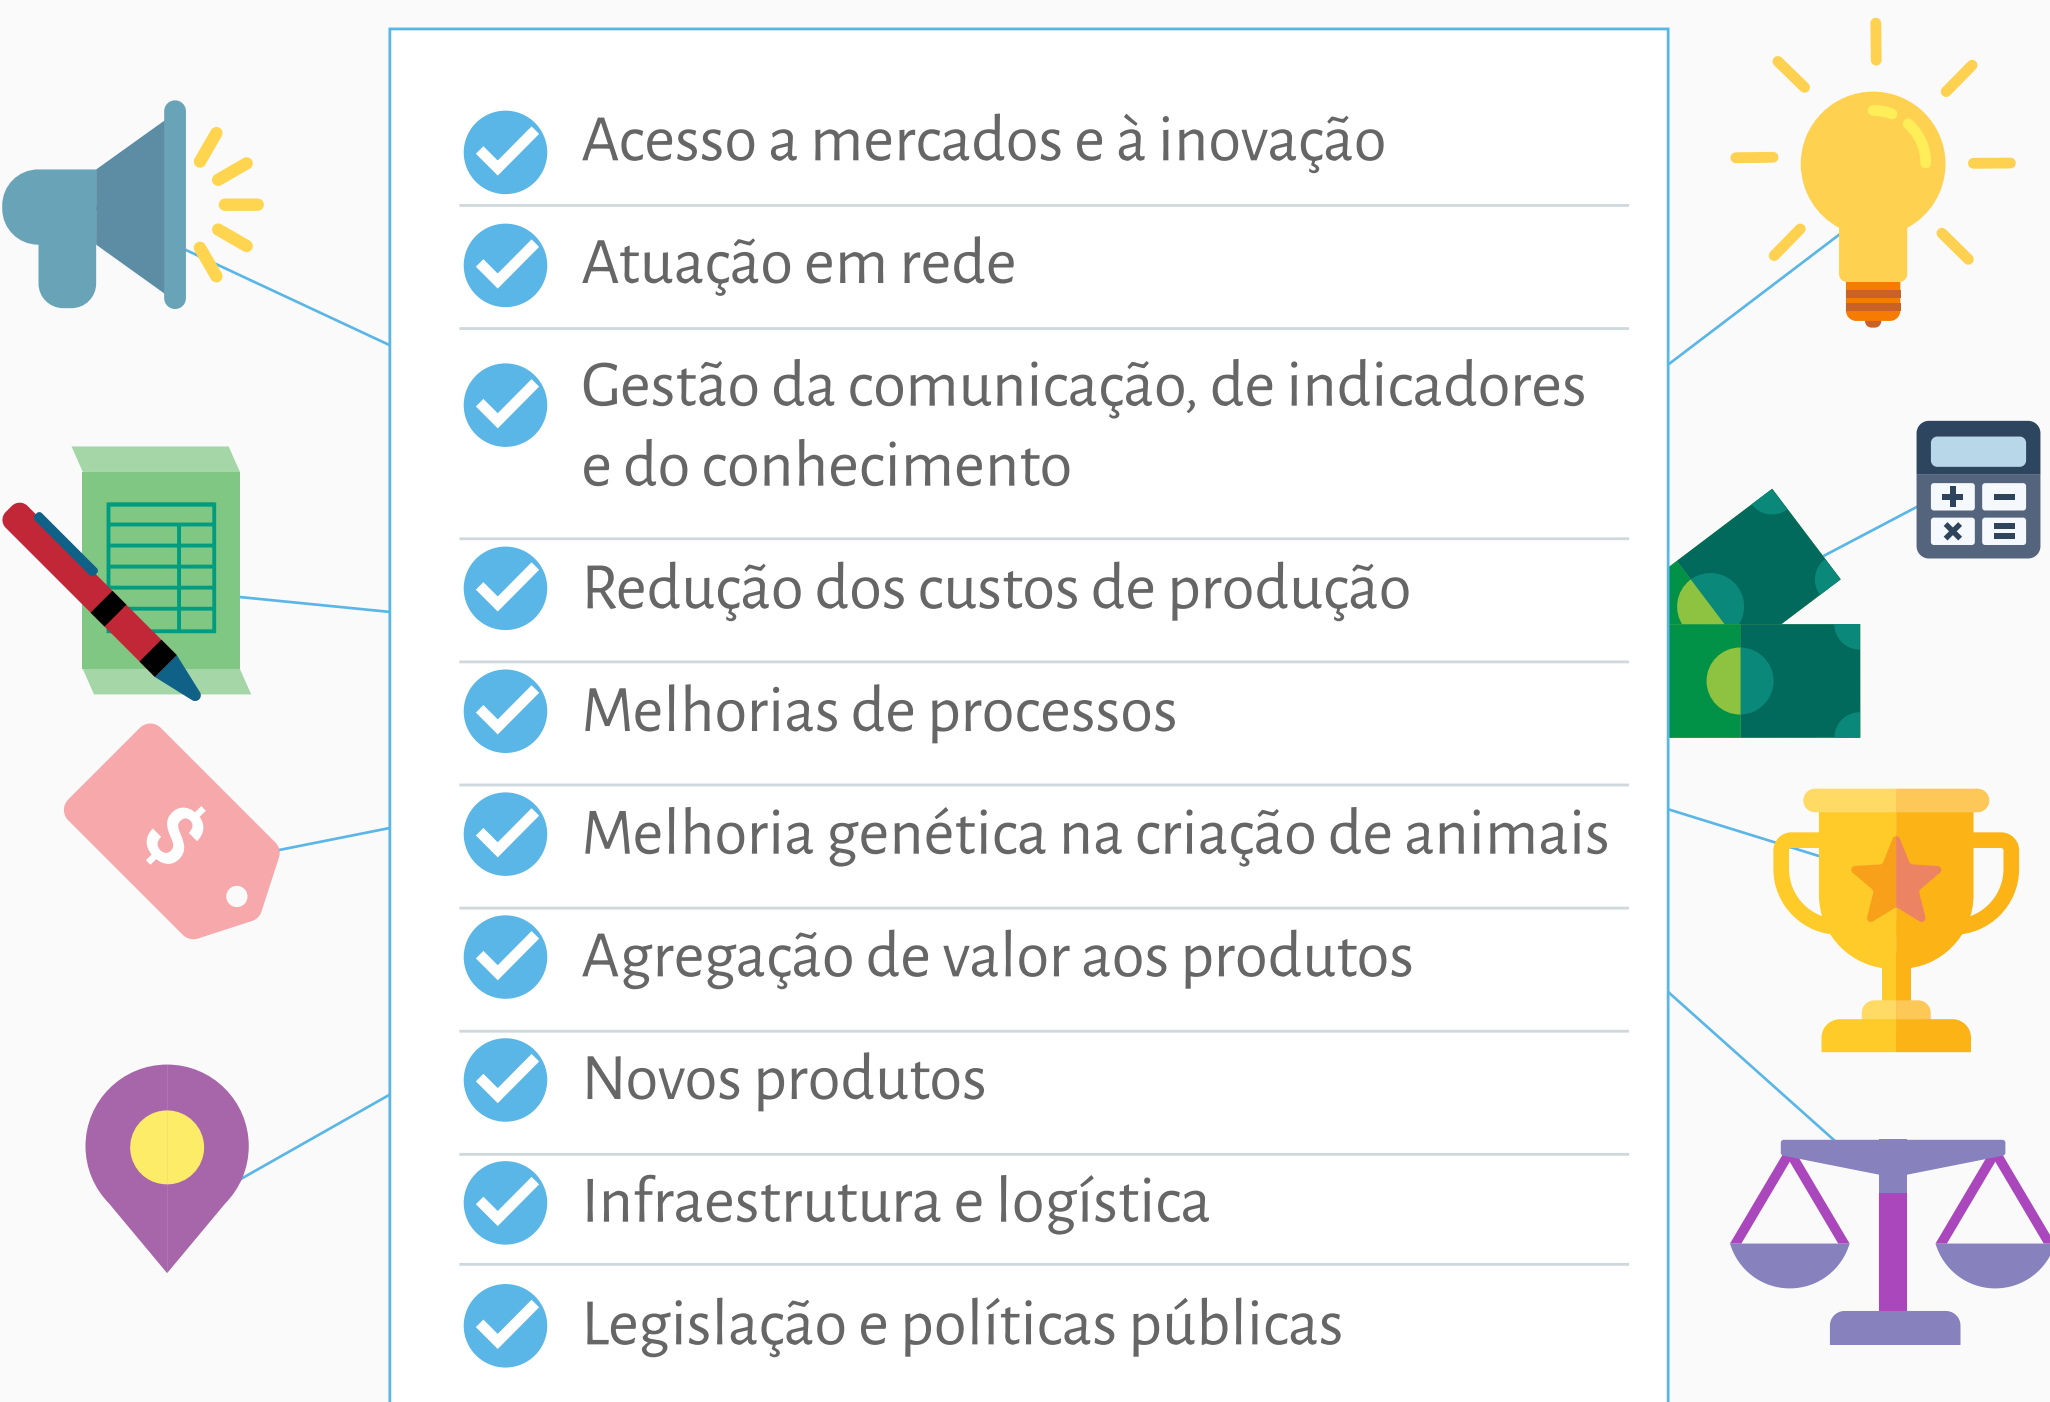 Acesso a mercados e à inovação
Atuação em rede
Gestão da comunicação, de indicadores
e do conhecimento
Redução dos custos de produção
Melhorias de processos
Melhoria genética na criação de animais
Agregação de valor aos produtos
Novos produtos
Infraestrutura e logística
Legislação e políticas públicas